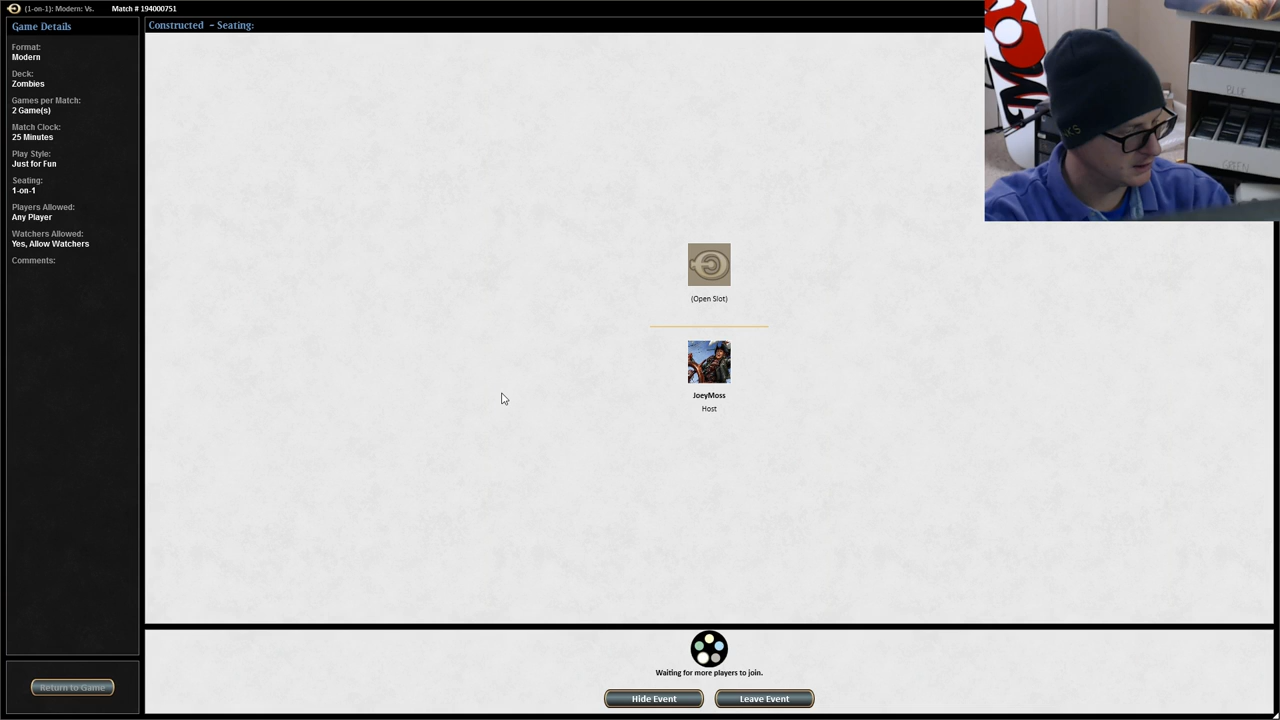 (1-on-1): Modern: Vs. Match # 194000751
Game Details
Constructed - Seating:
Format:
Modern
Deck:
Zombies
Games per Match:
2 Game(s)
Match Clock:
25 Minutes
Play Style:
Just for Fun
Seating:
1-on-1
Players Allowed:
Any Player
Watchers Allowed:
Yes, Allow Watchers
Comments:
BLUE
GREEN
(Open Slot)
JoeyMoss
Host
Waiting for more players to join.
Return to Game
Hide Event Leave Event